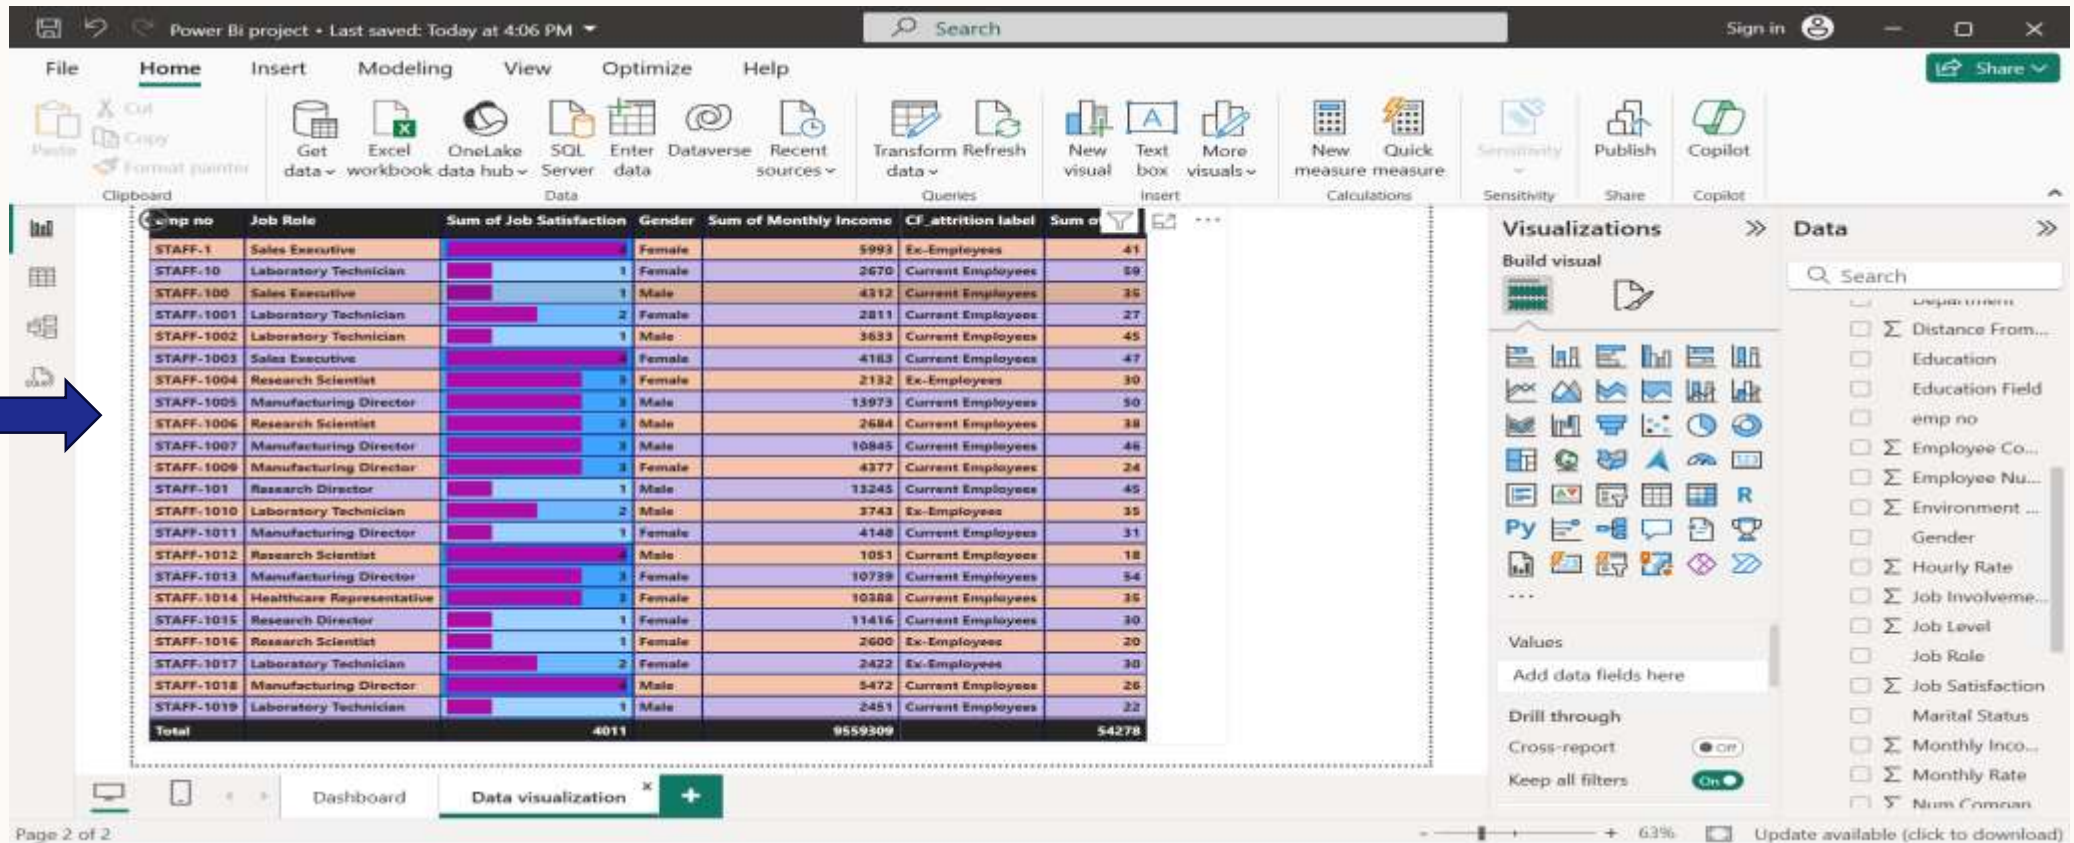 Power Bi project • Last saved: Today at 4:06 PM
Search
Sign in
File Home Insert Modeling View Optimize Help
Share
Paste
Cut
Copy
Format painter
Clipboard
Get data
Excel workbook
OneLake data hub
SQL Server
Enter data
Dataverse
Recent sources
Data
Transform data
Refresh
Queries
New visual
Text box
More visuals
Insert
New measure
Quick measure
Calculations
Sensitivity
Sensitivity
Publish
Share
Copilot
Copilot
emp no Job Role Sum of Job Satisfaction Gender Sum of Monthly Income CF_attrition label Sum o
STAFF-1 Sales Executive 4 Female 5993 Ex-Employees 41
STAFF-10 Laboratory Technician 1 Female 2670 Current Employees 59
STAFF-100 Sales Executive 1 Male 4312 Current Employees 35
STAFF-1001 Laboratory Technician 2 Female 2811 Current Employees 27
STAFF-1002 Laboratory Technician 1 Male 3633 Current Employees 45
STAFF-1003 Sales Executive 4 Female 4163 Current Employees 47
STAFF-1004 Research Scientist 3 Female 2132 Ex-Employees 30
STAFF-1005 Manufacturing Director 3 Male 13973 Current Employees 50
STAFF-1006 Research Scientist 3 Male 2684 Current Employees 38
STAFF-1007 Manufacturing Director 3 Male 10845 Current Employees 46
STAFF-1009 Manufacturing Director 3 Female 4377 Current Employees 24
STAFF-101 Research Director 1 Male 13245 Current Employees 45
STAFF-1010 Laboratory Technician 2 Male 3743 Ex-Employees 35
STAFF-1011 Manufacturing Director 1 Female 4148 Current Employees 31
STAFF-1012 Research Scientist 4 Male 1051 Current Employees 18
STAFF-1013 Manufacturing Director 3 Female 10739 Current Employees 54
STAFF-1014 Healthcare Representative 3 Female 10388 Current Employees 35
STAFF-1015 Research Director 1 Female 11416 Current Employees 30
STAFF-1016 Research Scientist 1 Female 2600 Ex-Employees 20
STAFF-1017 Laboratory Technician 2 Female 2422 Ex-Employees 30
STAFF-1018 Manufacturing Director 4 Male 5472 Current Employees 26
STAFF-1019 Laboratory Technician 1 Male 2451 Current Employees 22
Total 4011 9559309 54278
Visualizations
Build visual
123
R
Py
...
Values
Add data fields here
Drill through
Cross-report Off
Keep all filters On
Data
Search
Department
Distance From...
Education
Education Field
emp no
Employee Co...
Employee Nu...
Environment ...
Gender
Hourly Rate
Job Involveme...
Job Level
Job Role
Job Satisfaction
Marital Status
Monthly Inco...
Monthly Rate
Num Compan
Dashboard Data visualization
Page 2 of 2
63%
Update available (click to download)